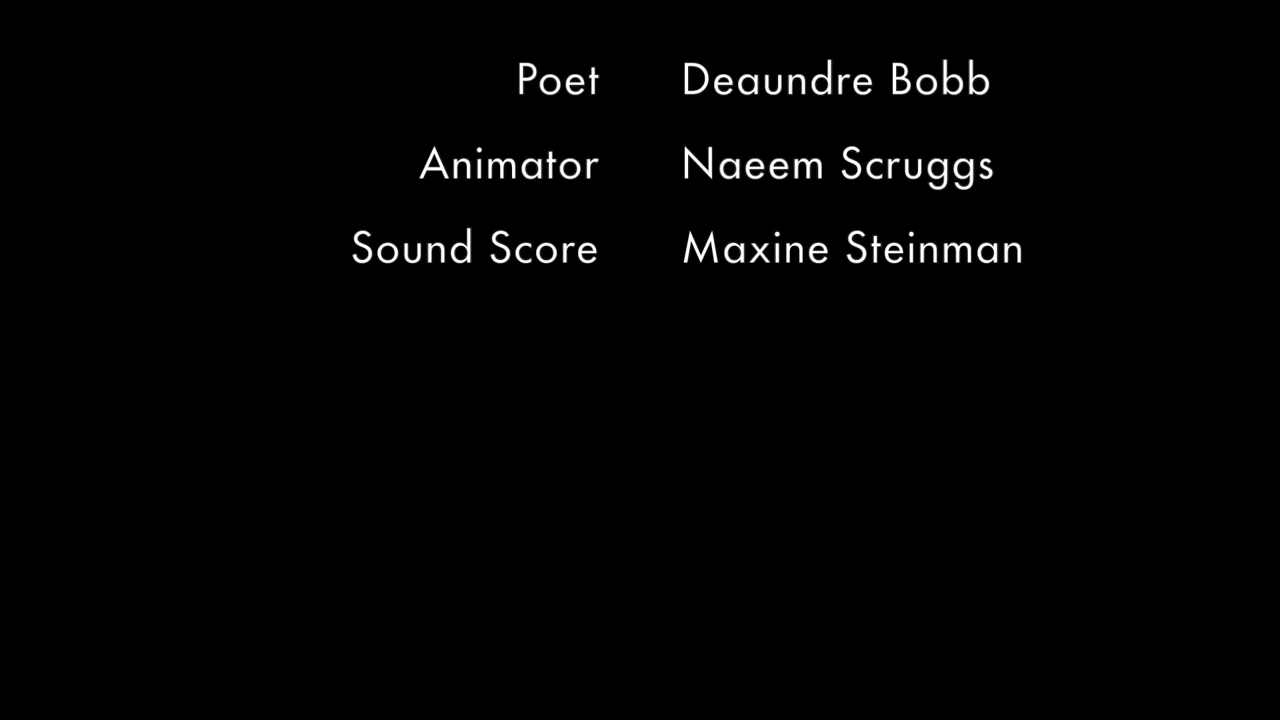 Poet Deaundre Bobb
Animator Naeem Scruggs
Sound Score Maxine Steinman